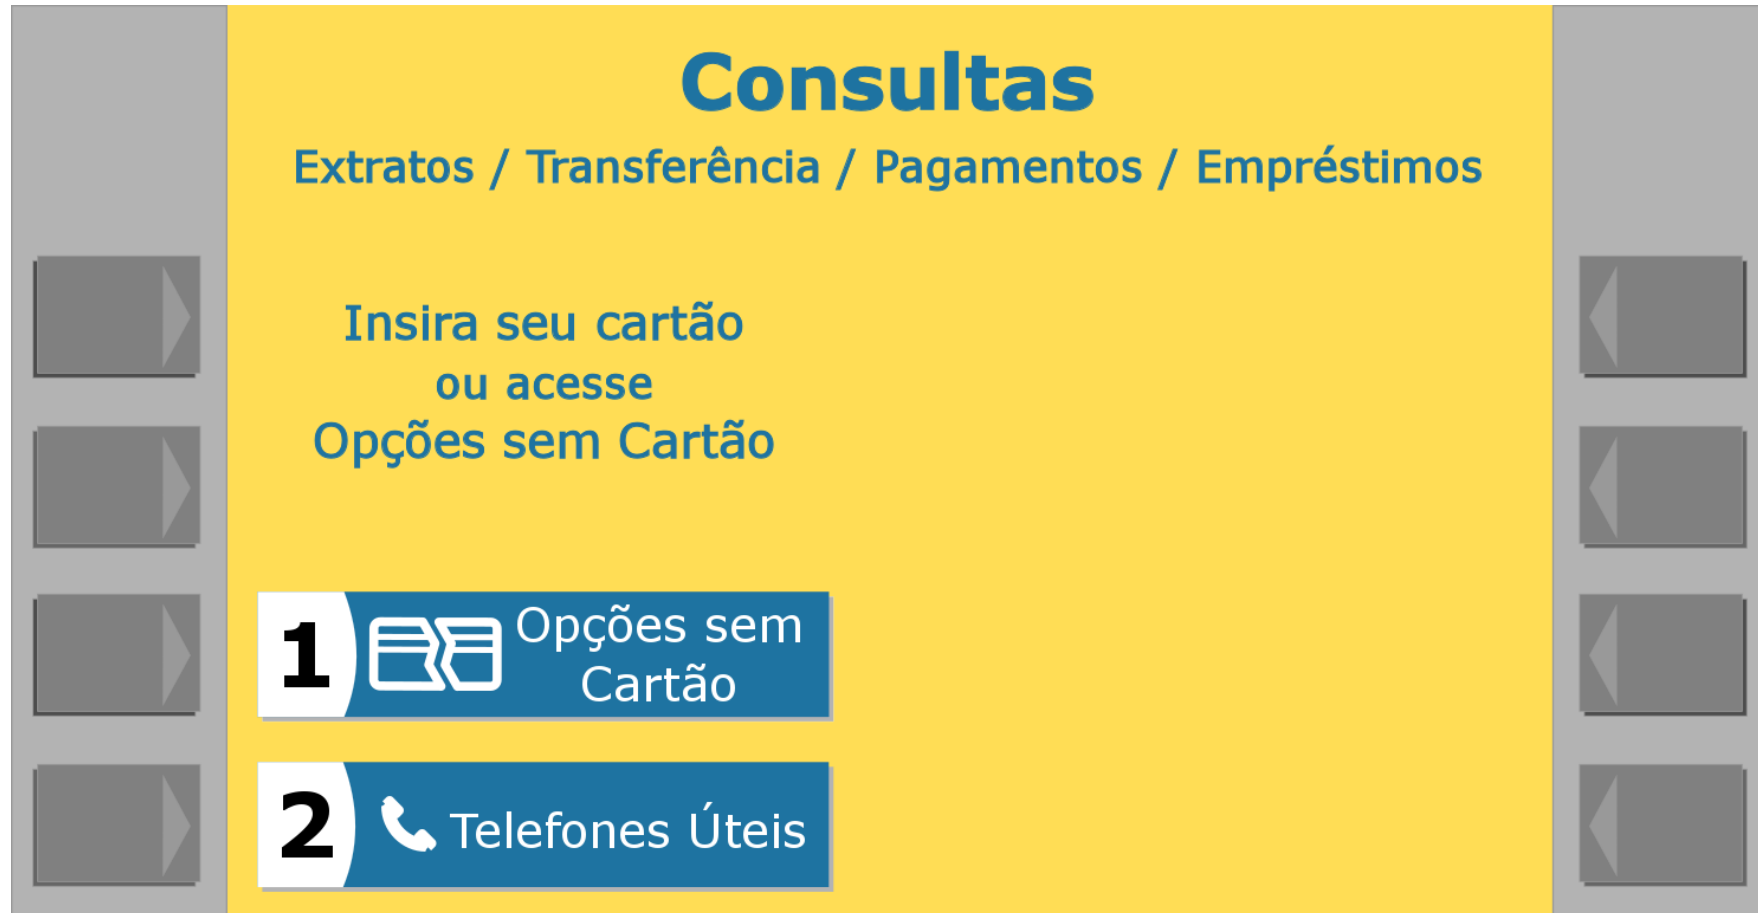 Consultas
Extratos / Transferência / Pagamentos / Empréstimos
Insira seu cartão
ou acesse
Opções sem Cartão
1 Opções sem
Cartão
2 Telefones Úteis